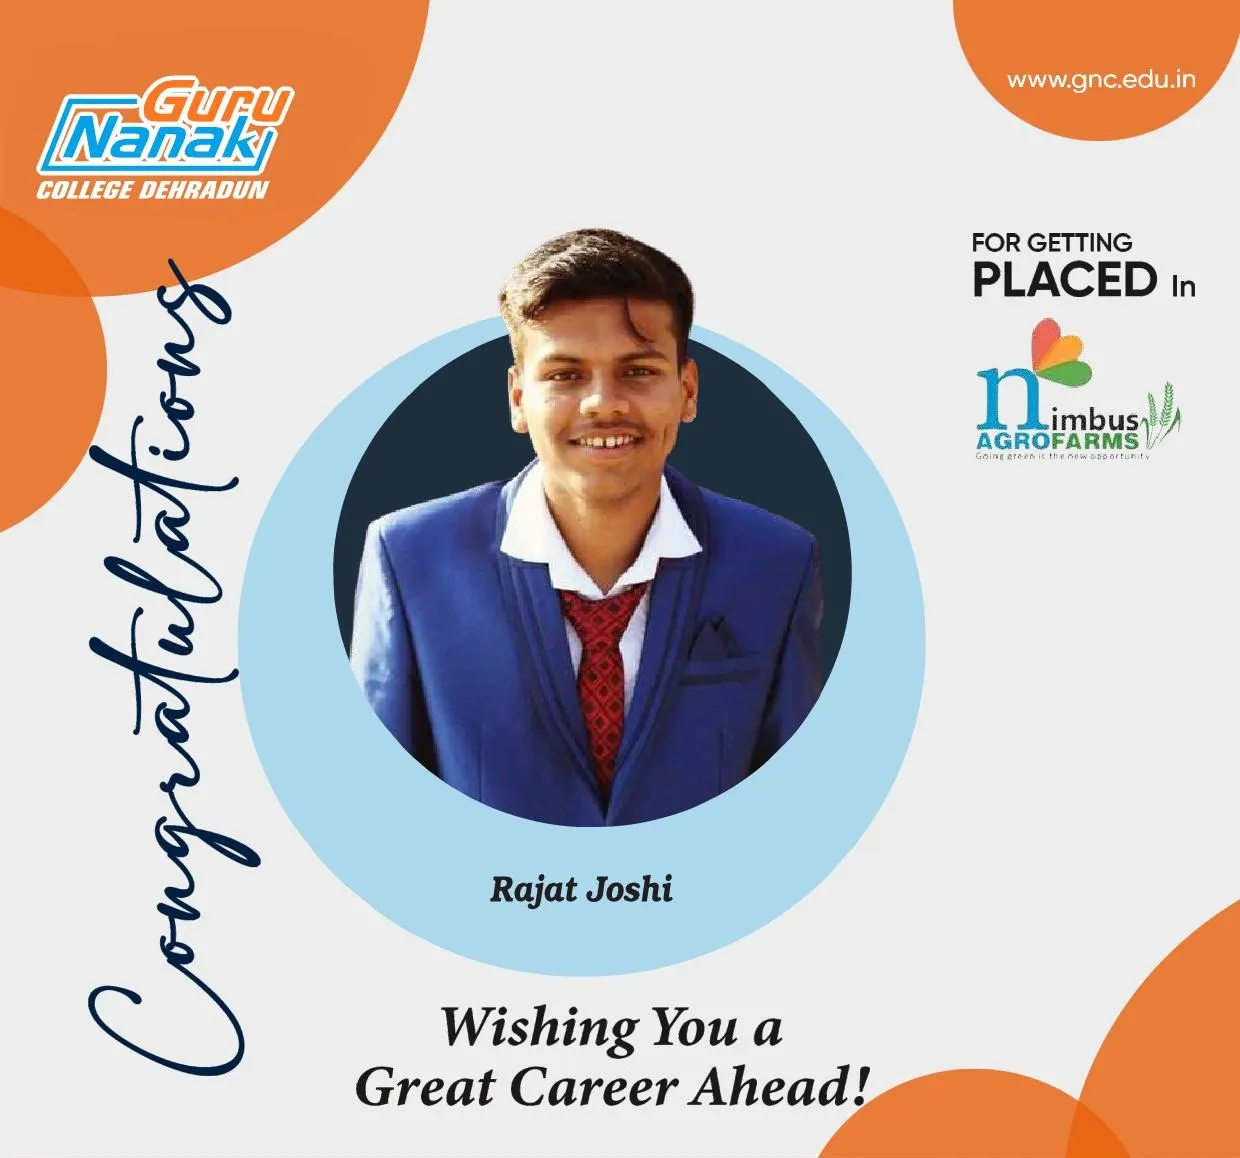 Guru
Nanak
COLLEGE DEHRADUN
www.gnc.edu.in
Congratulations
FOR GETTING
PLACED In
nimbus
AGROFARMS
Going green is the new opportunity
Rajat Joshi
Wishing You a
Great Career Ahead!